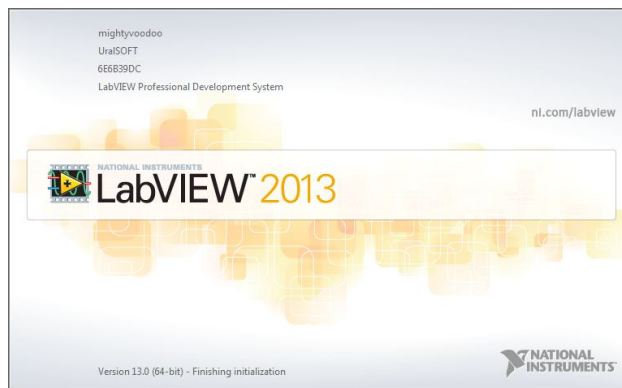 mightyvoodoo
UralSOFT
6E6B39DC
LabVIEW Professional Development System
ni.com/labview
NATIONAL INSTRUMENTS
LabVIEW™ 2013
Version 13.0 (64-bit) - Finishing initialization
NATIONAL
INSTRUMENTS